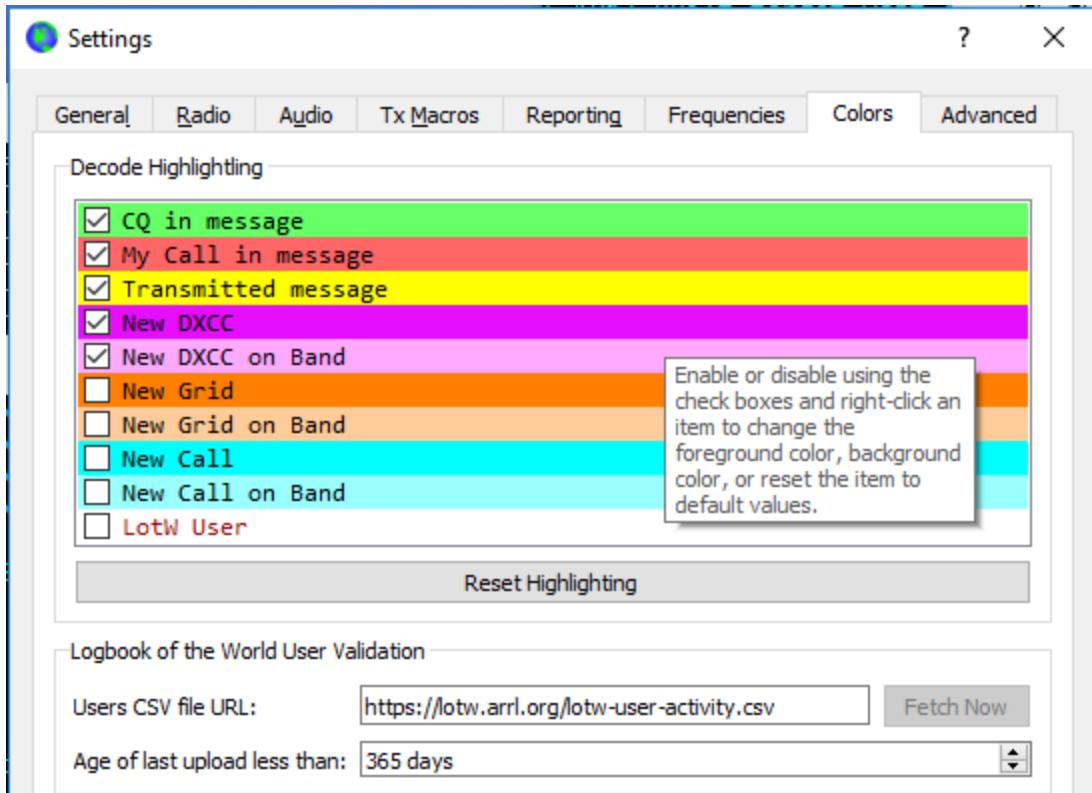 Settings
?
General Radio Audio Tx Macros Reporting Frequencies Colors Advanced
Decode Highlightling
CQ in message
My Call in message
Transmitted message
New DXCC
New DXCC on Band
New Grid
New Grid on Band
New Call
New Call on Band
LotW User
Enable or disable using the
check boxes and right-click an
item to change the
foreground color, background
color, or reset the item to
default values.
Reset Highlighting
Logbook of the World User Validation
Users CSV file URL: https://lotw.arrl.org/lotw-user-activity.csv Fetch Now
Age of last upload less than: 365 days